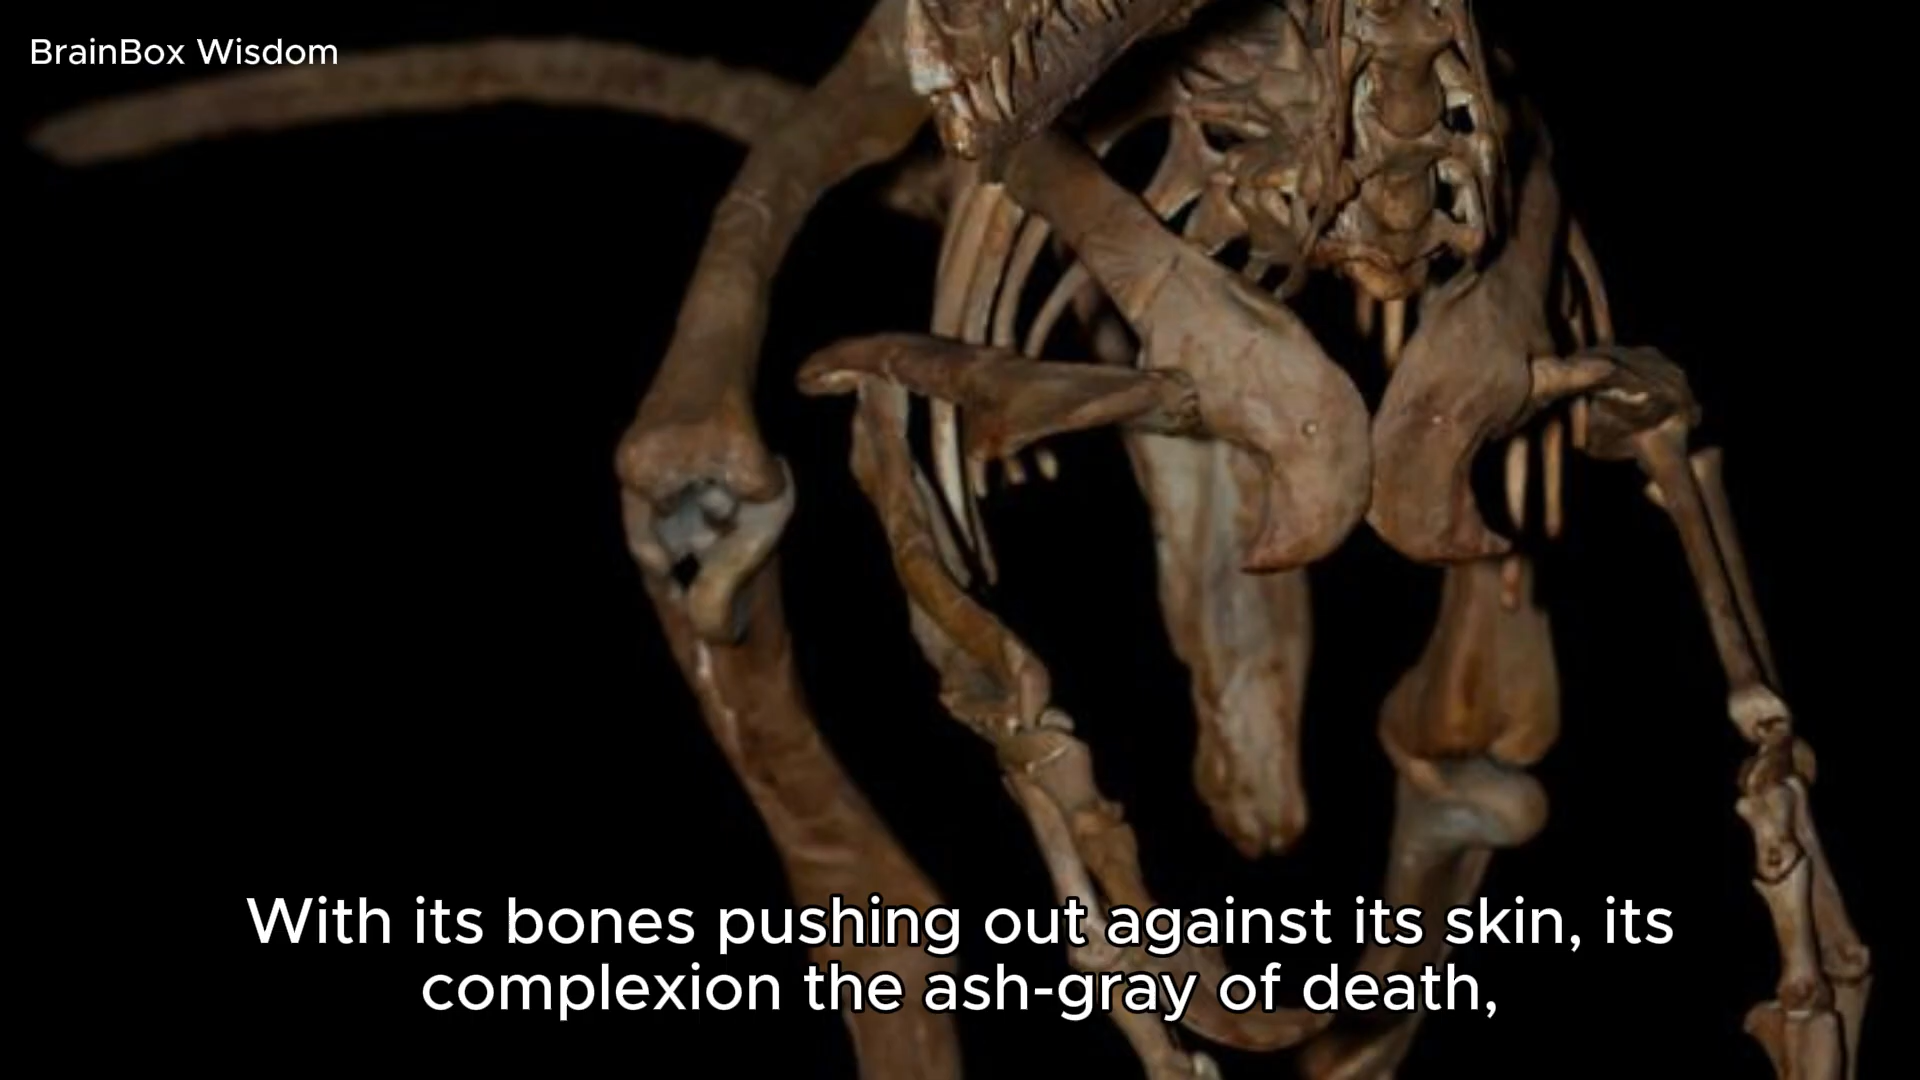 BrainBox Wisdom
With its bones pushing out against its skin, its
complexion the ash-gray of death,